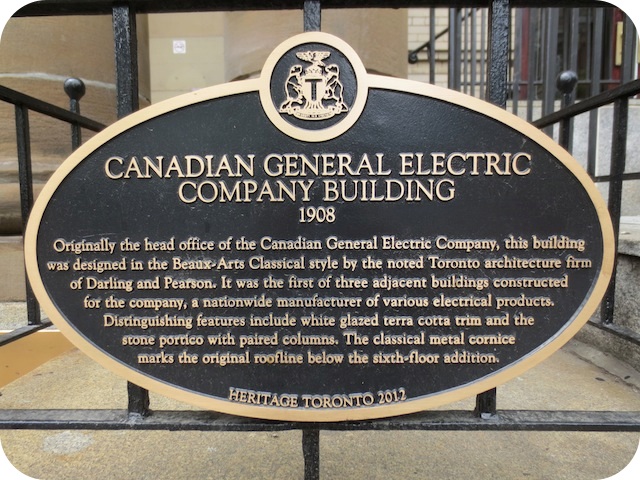 CANADIAN GENERAL ELECTRIC
COMPANY BUILDING
1908
Originally the head office of the Canadian General Electric Company, this building
was designed in the Beaux-Arts Classical style by the noted Toronto architecture firm
of Darling and Pearson. It was the first of three adjacent buildings constructed
for the company, a nationwide manufacturer of various electrical products.
Distinguishing features include white glazed terra cotta trim and the
stone portico with paired columns. The classical metal cornice
marks the original roofline below the sixth-floor addition.
HERITAGE TORONTO 2012